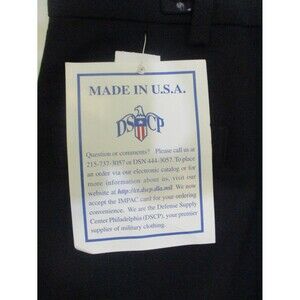 MADE IN U.S.A.
DSCP
Question or comments? Please call us at
215-737-3057 or DSN 444-3057. To place
an order via our electronic catalog or for
more information about us, visit our
website at http://ct.dscp.dla.mil We now
accept the IMPAC card for your ordering
convenience. We are the Defense Supply
Center Philadelphia (DSCP), your premier
supplier of military clothing.